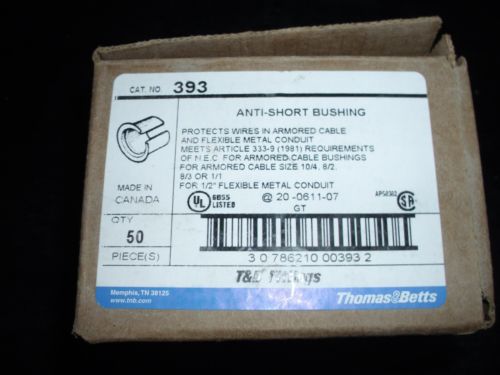 CAT. NO. 393
ANTI-SHORT BUSHING
PROTECTS WIRES IN ARMORED CABLE
AND FLEXIBLE METAL CONDUIT
MEETS ARTICLE 333-9 (1981) REQUIREMENTS
OF N.E.C. FOR ARMORED CABLE BUSHINGS
FOR ARMORED CABLE SIZE 10/4, 8/2,
8/3 OR 1/1
FOR 1/2" FLEXIBLE METAL CONDUIT
MADE IN
CANADA
UL
LISTED
@ 20-0611-07
GT
SA
QTY
50
PIECE(S)
3 0 786210 00393 2
T&B Fittings
Memphis, TN 38125
www.tnb.com
Thomas&Betts